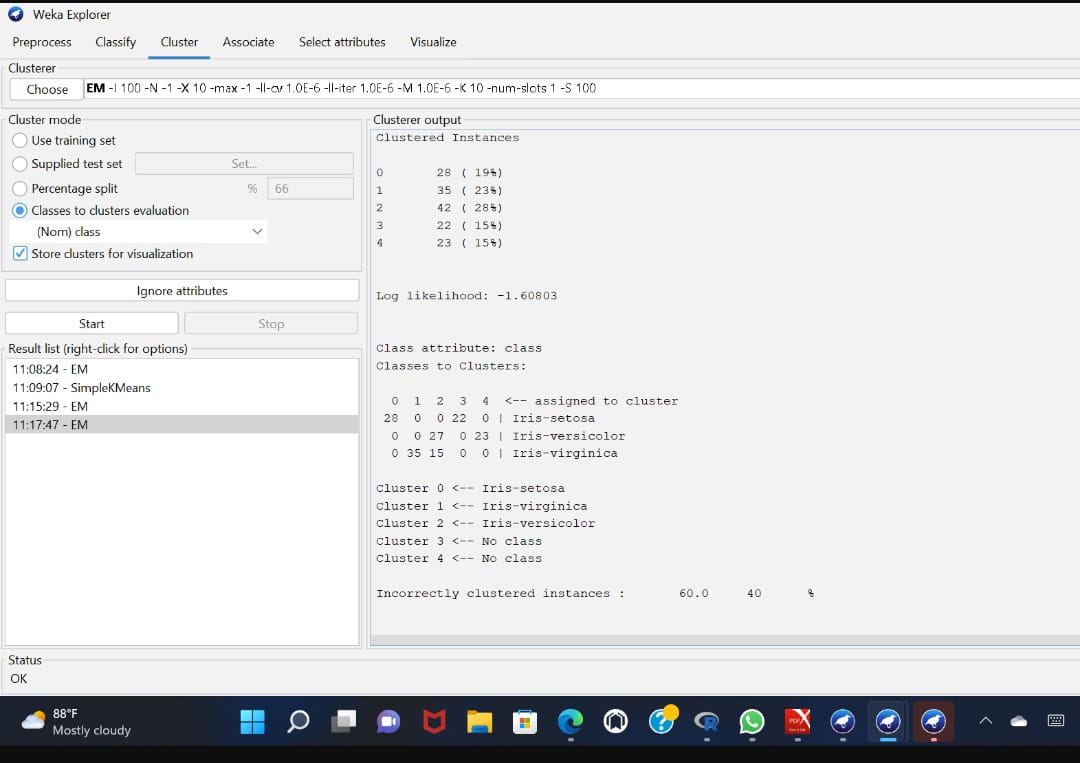 Weka Explorer
Preprocess Classify Cluster Associate Select attributes Visualize
Clusterer
Choose EM -I 100 -N -1 -X 10 -max -1 -ll-cv 1.0E-6 -ll-iter 1.0E-6 -M 1.0E-6 -K 10 -num-slots 1 -S 100
Cluster mode
Use training set
Supplied test set Set...
Percentage split % 66
Classes to clusters evaluation
(Nom) class
Store clusters for visualization
Ignore attributes
Start Stop
Result list (right-click for options)
11:08:24 - EM
11:09:07 - SimpleKMeans
11:15:29 - EM
11:17:47 - EM
Clusterer output
Clustered Instances
0 28 ( 19%)
1 35 ( 23%)
2 42 ( 28%)
3 22 ( 15%)
4 23 ( 15%)
Log likelihood: -1.60803
Class attribute: class
Classes to Clusters:
0 1 2 3 4 <-- assigned to cluster
28 0 0 22 0 | Iris-setosa
0 0 27 0 23 | Iris-versicolor
0 35 15 0 0 | Iris-virginica
Cluster 0 <-- Iris-setosa
Cluster 1 <-- Iris-virginica
Cluster 2 <-- Iris-versicolor
Cluster 3 <-- No class
Cluster 4 <-- No class
Incorrectly clustered instances : 60.0 40 %
Status
OK
88°F
Mostly cloudy